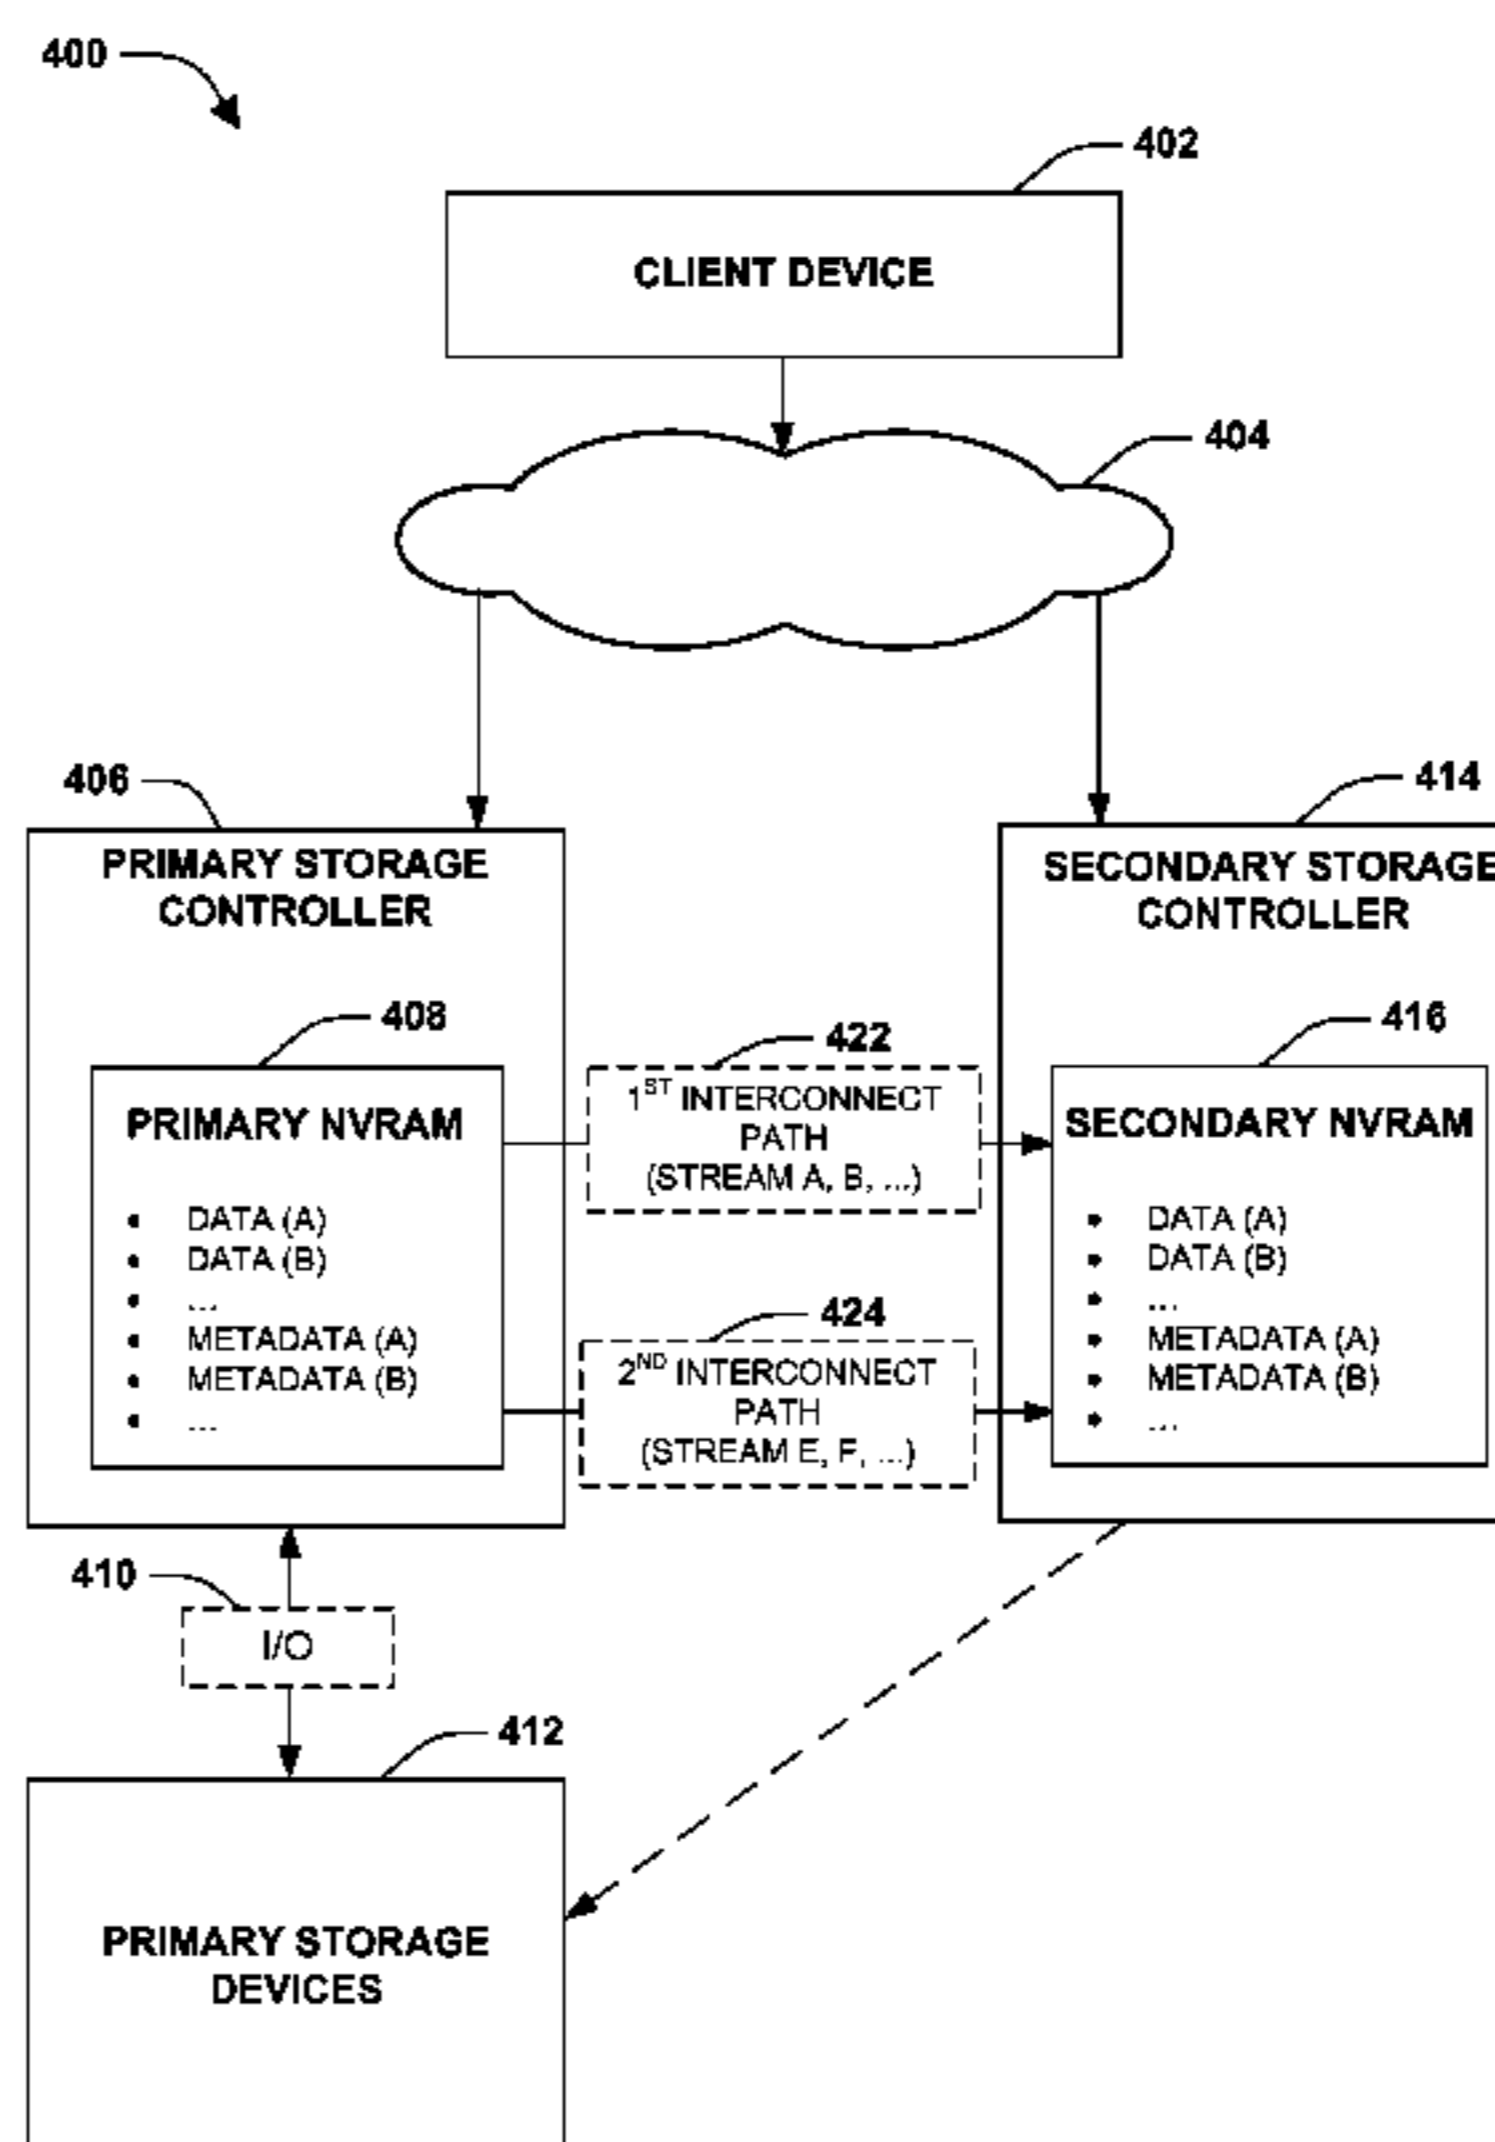 400
402
CLIENT DEVICE
404
406
414
PRIMARY STORAGE
CONTROLLER
SECONDARY STORAGE
CONTROLLER
408
422
416
PRIMARY NVRAM
• DATA (A)
• DATA (B)
• ...
• METADATA (A)
• METADATA (B)
• ...
1ST INTERCONNECT
PATH
(STREAM A, B, ...)
424
2ND INTERCONNECT
PATH
(STREAM E, F, ...)
SECONDARY NVRAM
• DATA (A)
• DATA (B)
• ...
• METADATA (A)
• METADATA (B)
• ...
410
I/O
412
PRIMARY STORAGE
DEVICES